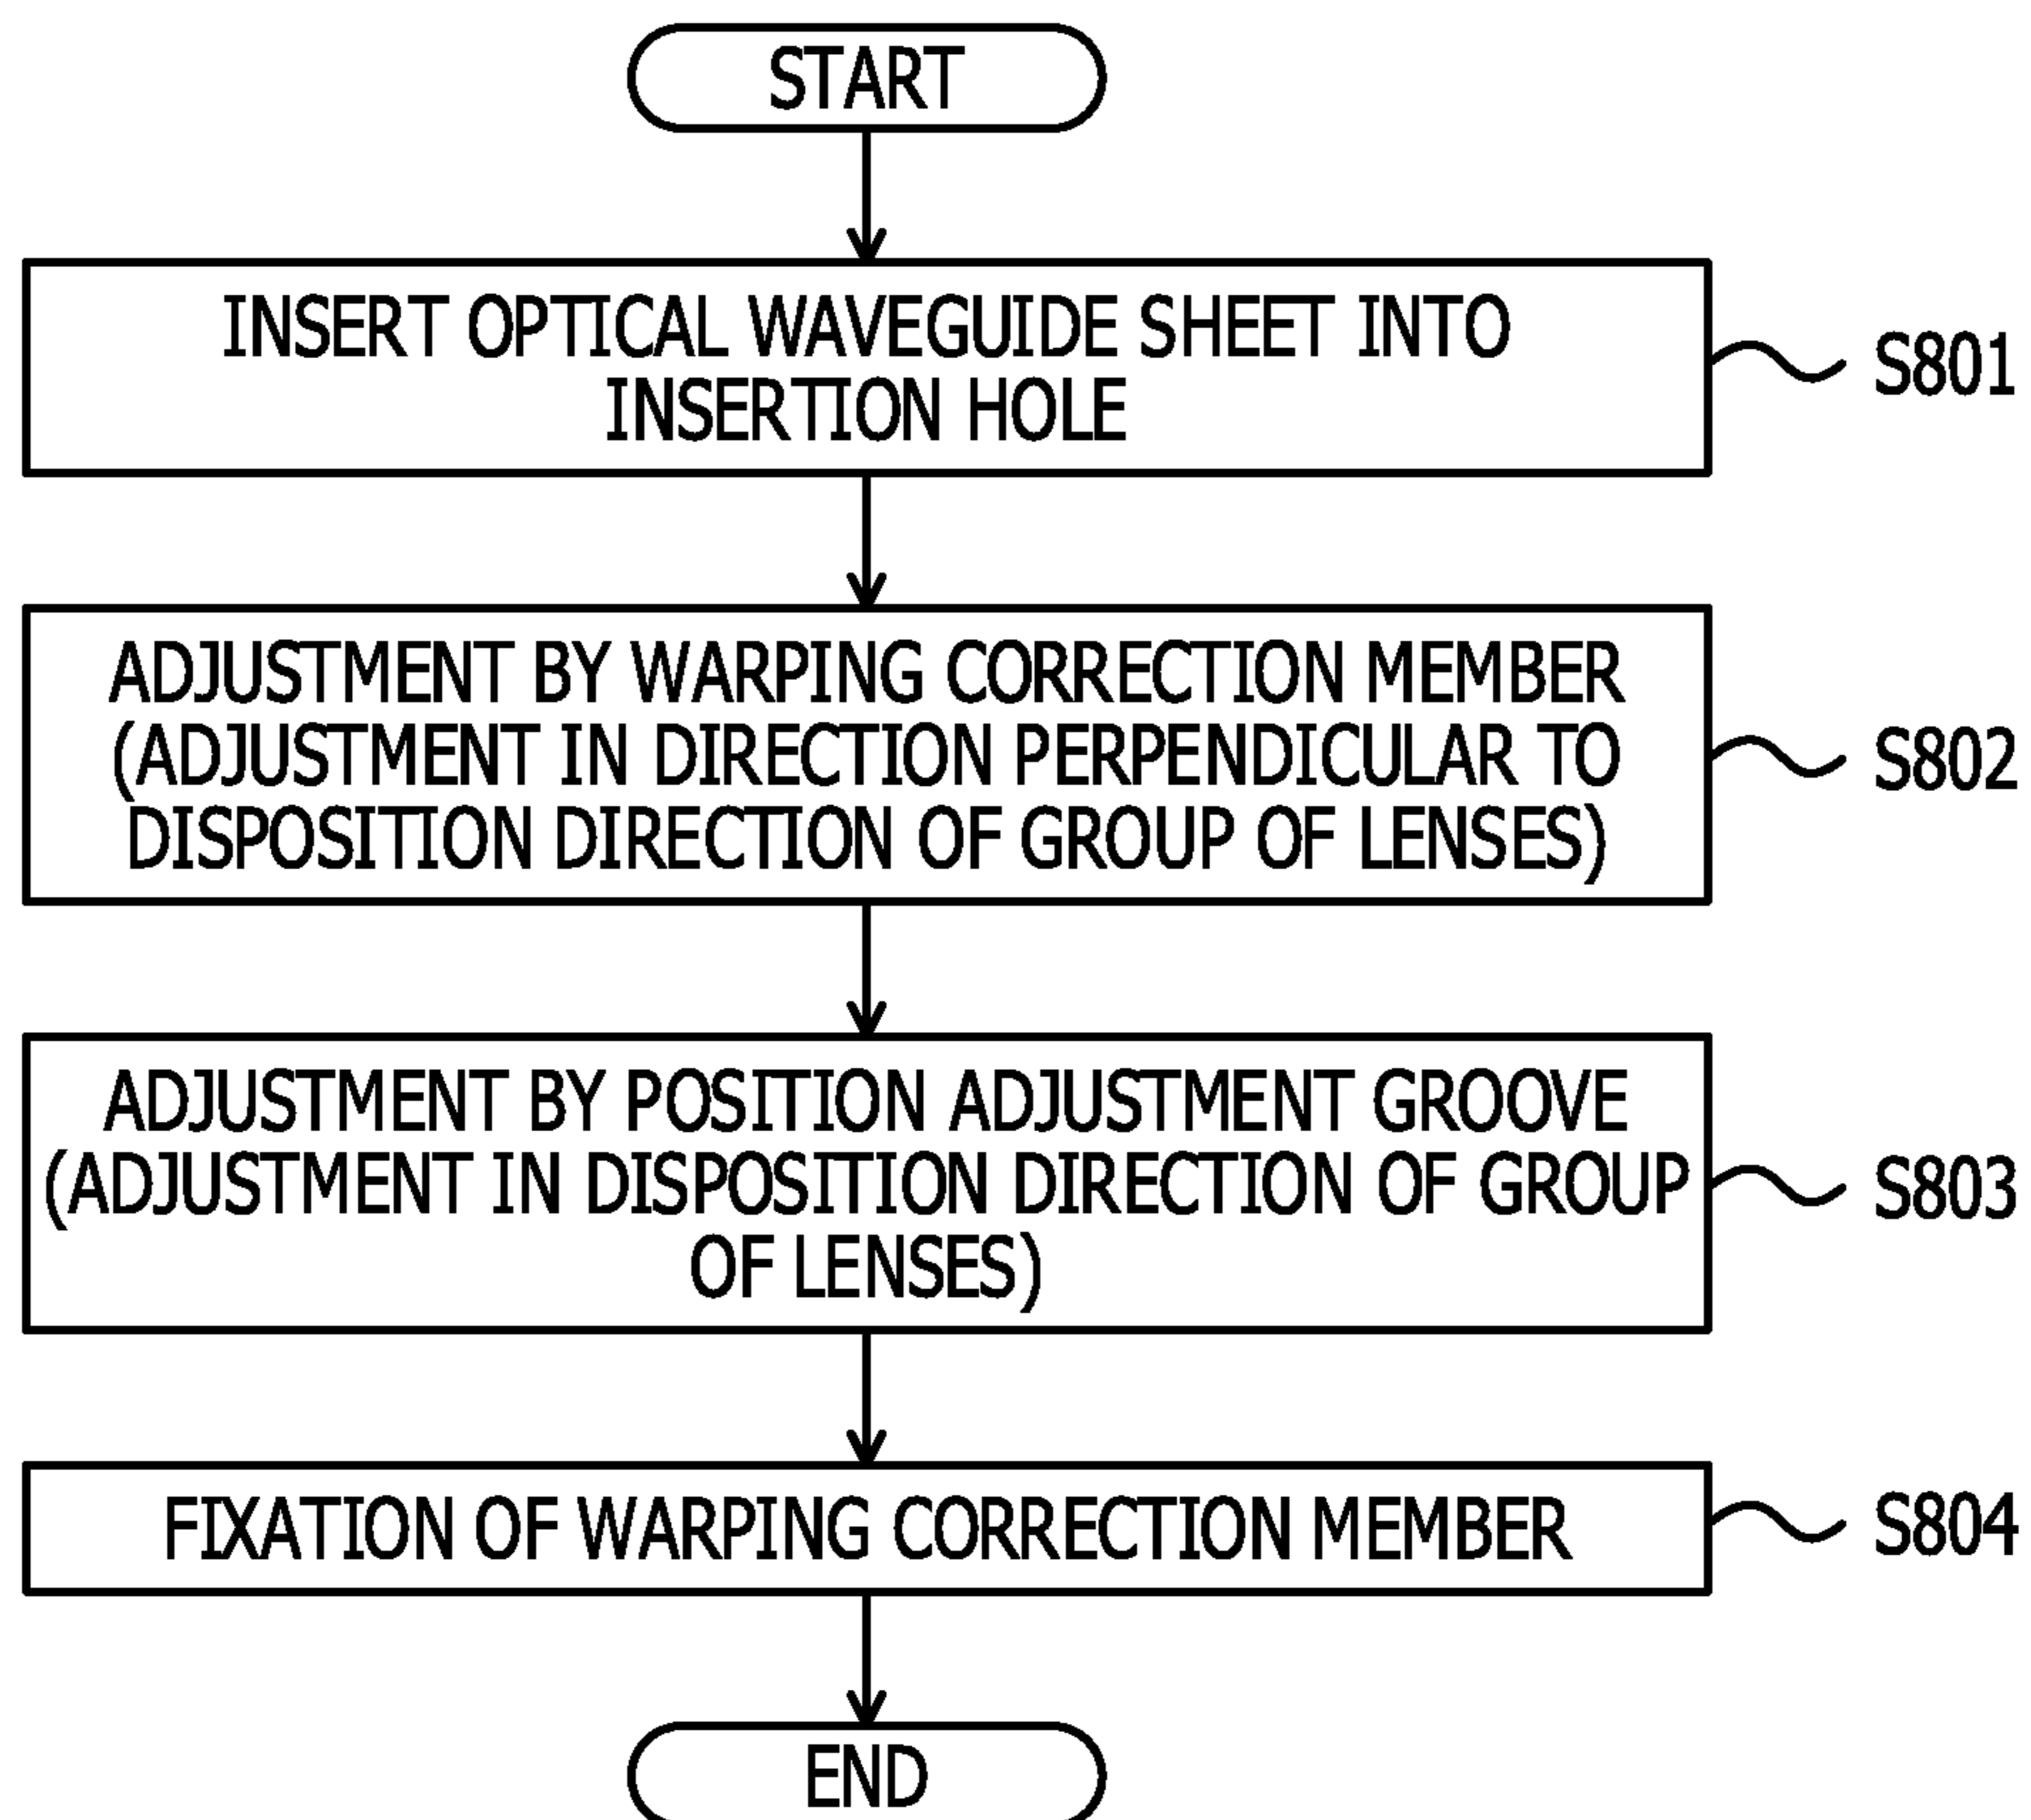 START
INSERT OPTICAL WAVEGUIDE SHEET INTO
INSERTION HOLE
S801
ADJUSTMENT BY WARPING CORRECTION MEMBER
(ADJUSTMENT IN DIRECTION PERPENDICULAR TO
DISPOSITION DIRECTION OF GROUP OF LENSES)
S802
ADJUSTMENT BY POSITION ADJUSTMENT GROOVE
(ADJUSTMENT IN DISPOSITION DIRECTION OF GROUP
OF LENSES)
S803
FIXATION OF WARPING CORRECTION MEMBER
S804
END